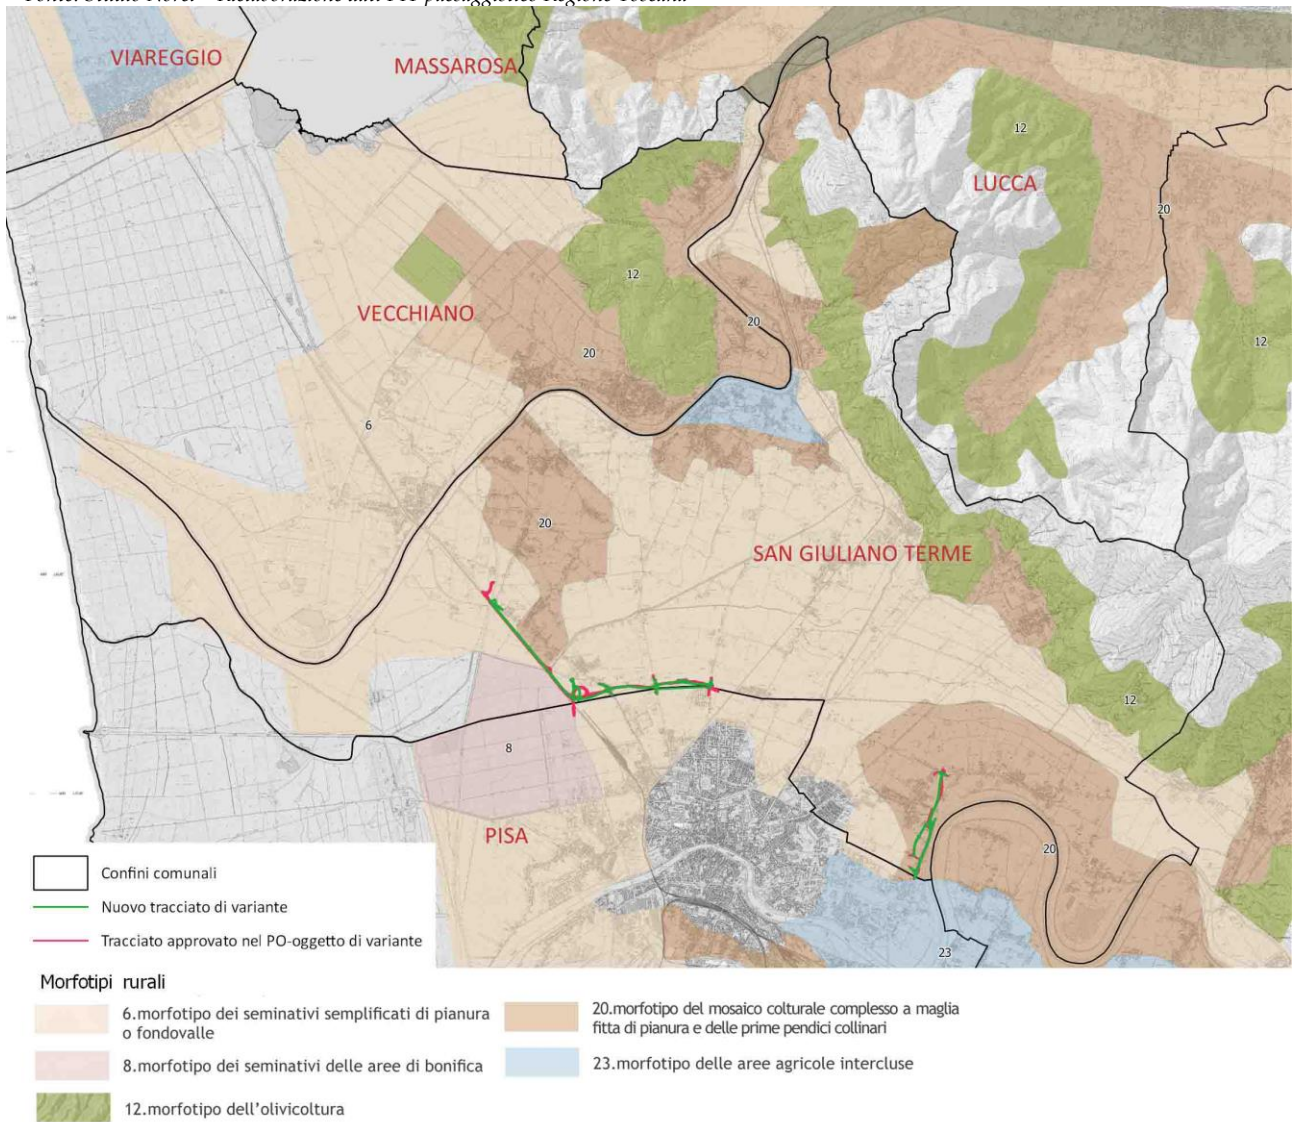 VIAREGGIO
MASSAROSA
12
LUCCA
20
12
VECCHIANO
20
12
20
6
20
SAN GIULIANO TERME
12
8
PISA
20
23
Confini comunali
Nuovo tracciato di variante
Tracciato approvato nel PO-oggetto di variante
Morfotipi rurali
6.morfotipo dei seminativi semplificati di pianura
o fondovalle
8.morfotipo dei seminativi delle aree di bonifica
12.morfotipo dell'olivicoltura
20.morfotipo del mosaico colturale complesso a maglia
fitta di pianura e delle prime pendici collinari
23.morfotipo delle aree agricole intercluse